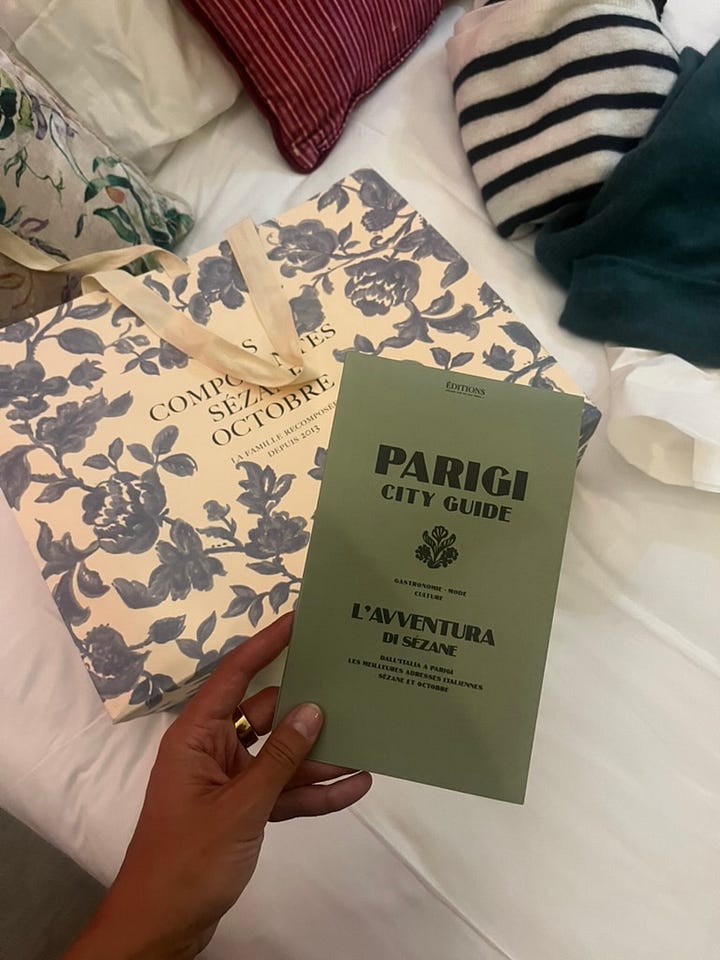 COMPO
SÉZAN
OCTOBRE
LA FAMILLE RECOMPOSÉE
DEPUIS 2013
ÉDITIONS
PARIGI
CITY GUIDE
GASTRONOMIE - MODE
CULTURE
L'AVVENTURA
DI SÉZANE
DALL'ITALIA A PARIGI
LES MEILLEURES ADRESSES ITALIENNES
SÉZANE ET OCTOBRE